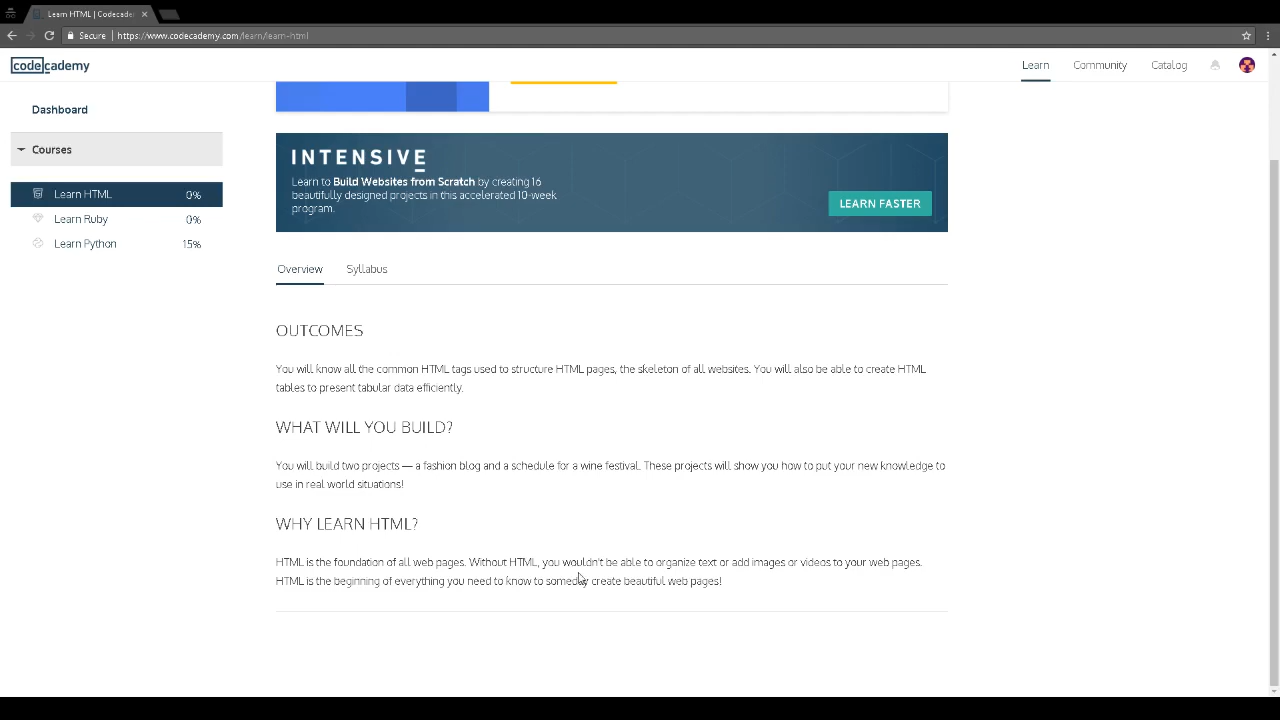 Learn HTML | Codecade
Secure
https://www.codecademy.com/learn/learn-html
codecademy
Learn
Community
Catalog
Dashboard
Courses
Learn HTML 0%
Learn Ruby 0%
Learn Python 15%
INTENSIVE
Learn to Build Websites from Scratch by creating 16
beautifully designed projects in this accelerated 10-week
program.
LEARN FASTER
Overview
Syllabus
OUTCOMES
You will know all the common HTML tags used to structure HTML pages, the skeleton of all websites. You will also be able to create HTML
tables to present tabular data efficiently.
WHAT WILL YOU BUILD?
You will build two projects — a fashion blog and a schedule for a wine festival. These projects will show you how to put your new knowledge to
use in real world situations!
WHY LEARN HTML?
HTML is the foundation of all web pages. Without HTML, you wouldn't be able to organize text or add images or videos to your web pages.
HTML is the beginning of everything you need to know to someday create beautiful web pages!